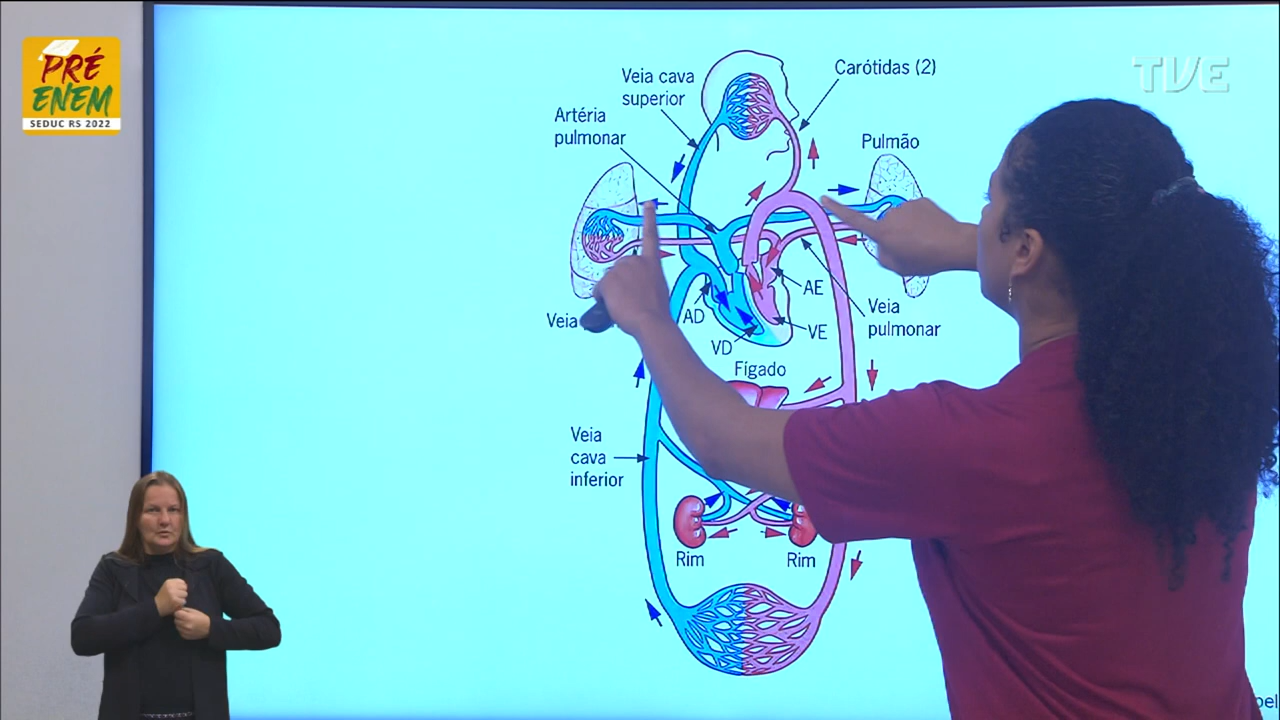 PRÉ
ENEM
SEDUC RS 2022
TVE
Carótidas (2)
Veia cava
superior
Artéria
pulmonar
Pulmão
AE
Veia
AD
Veia
pulmonar
VE
VD
Fígado
Veia
cava
inferior
Rim
Rim